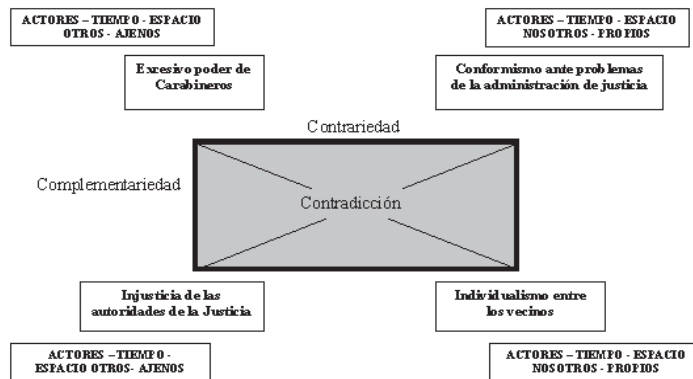 ACTORES – TIEMPO - ESPACIO
OTROS - AJENOS
ACTORES – TIEMPO - ESPACIO
NOSOTROS - PROPIOS
Excesivo poder de
Carabineros
Conformismo ante problemas
de la administración de justicia
Contrariedad
Complementariedad
Contradicción
Injusticia de las
autoridades de la Justicia
Individualismo entre
los vecinos
ACTORES – TIEMPO -
ESPACIO OTROS- AJENOS
ACTORES – TIEMPO - ESPACIO
NOSOTROS - PROPIOS